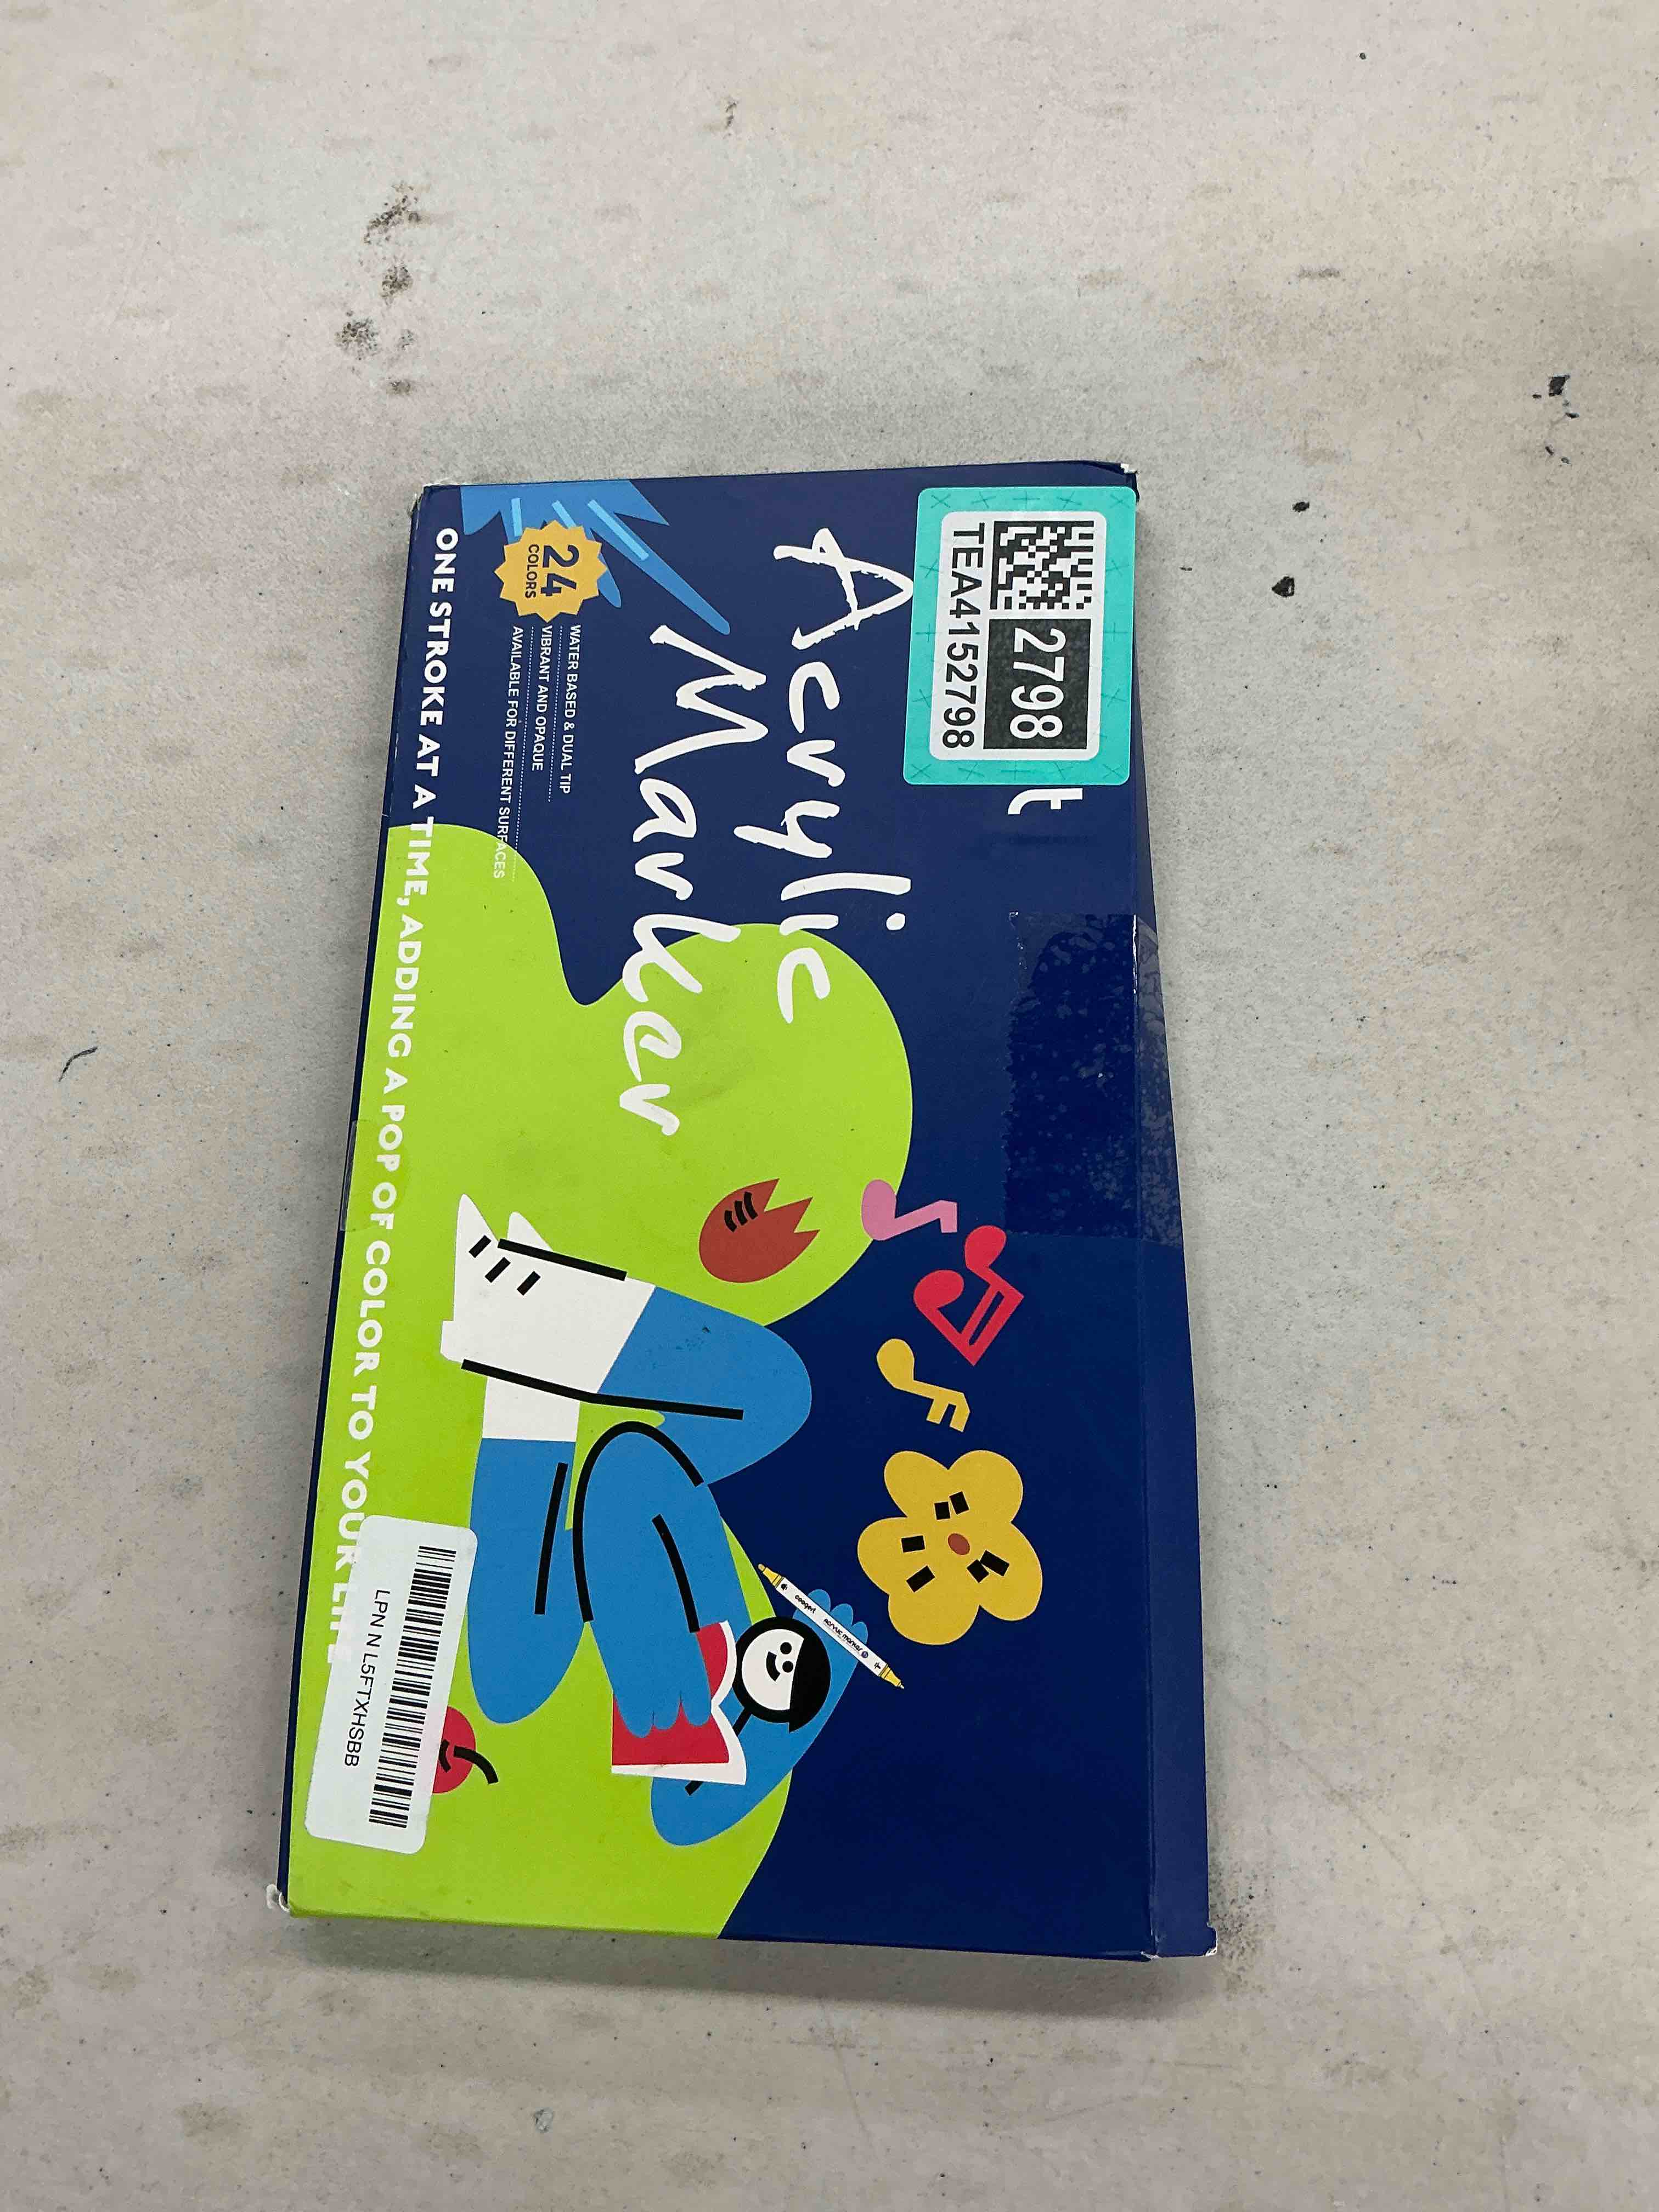 2798
TEA4152798
t
Acrylic
Marker
24
COLORS
WATER BASED & DUAL TIP
VIBRANT AND OPAQUE
AVAILABLE FOR DIFFERENT SURFACES
ONE STROKE AT A TIME, ADDING A POP OF COLOR TO YOUR LIFE
LPN N L5FTXHSBB